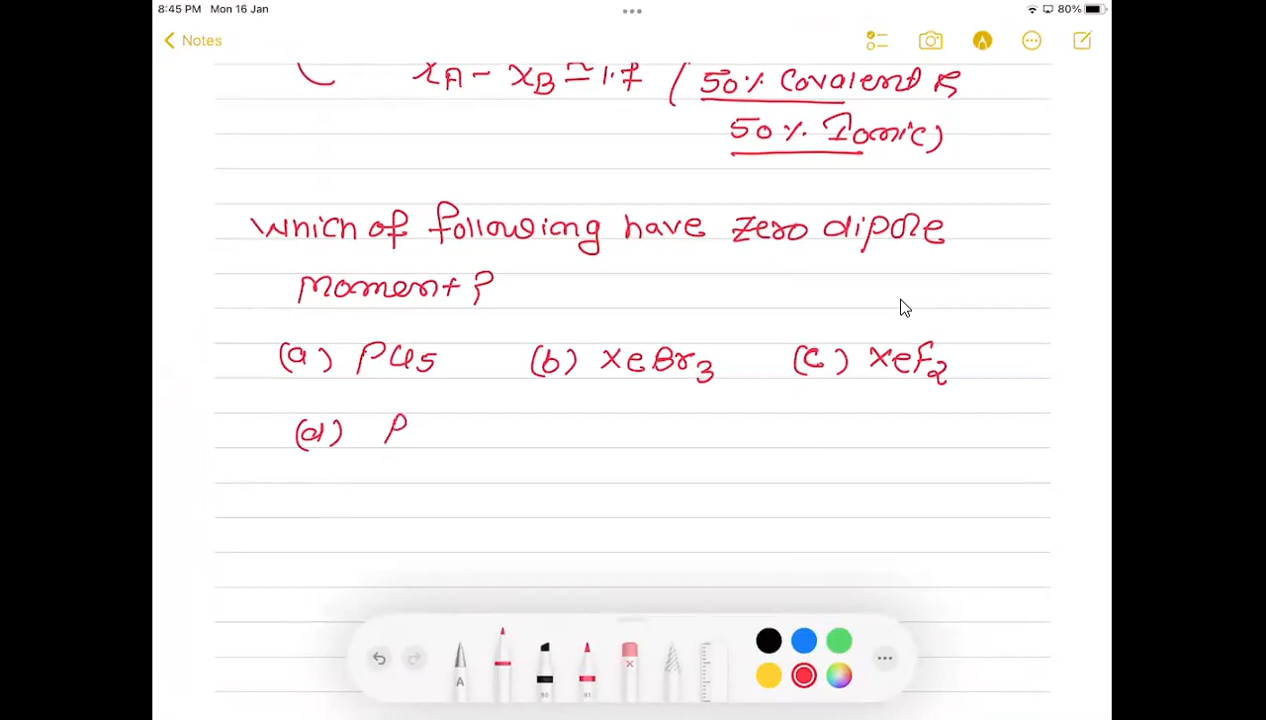 8:45 PM Mon 16 Jan
80%
Notes
xA - xB ≃ 1.7 ( 50% Covalent &
50% Ionic)
which of following have zero dipole
Moment?
(a) PCl5 (b) XeBr3 (c) XeF2
(d) P
A